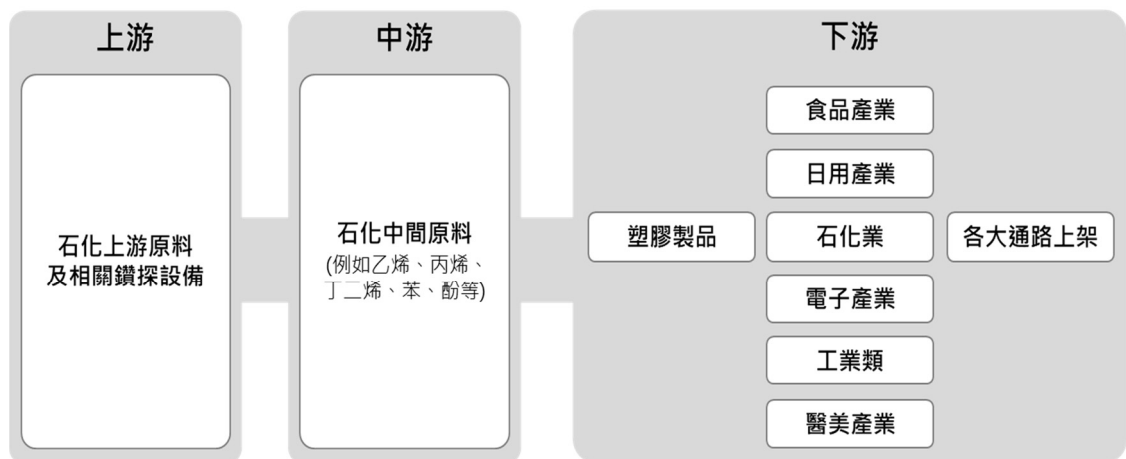 上游
石化上游原料
及相關鑽探設備
中游
石化中間原料
(例如乙烯、丙烯、
丁二烯、苯、酚等)
下游
塑膠製品
食品產業
日用產業
石化業
電子產業
工業類
醫美產業
各大通路上架